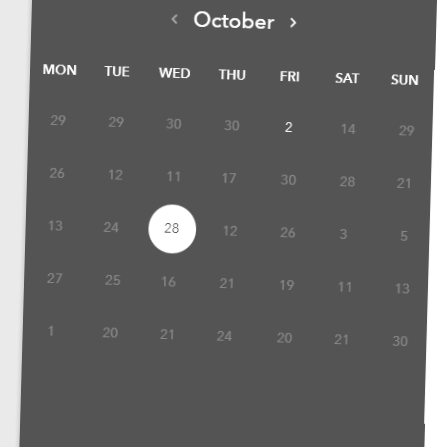 ‹ October ›
MON TUE WED THU FRI SAT SUN
29 29 30 30 2 14 29
26 12 11 17 30 28 21
13 24 28 12 26 3 5
27 25 16 21 19 11 13
1 20 21 24 20 21 30